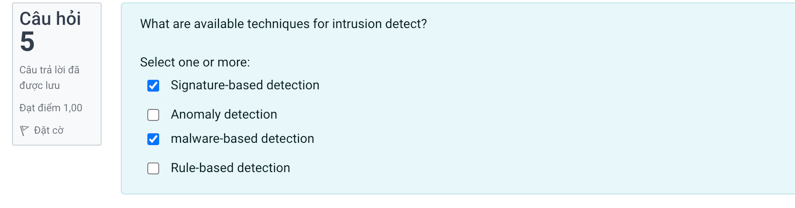 Câu hỏi
5
Câu trả lời đã
được lưu
Đạt điểm 1,00
Đặt cờ
What are available techniques for intrusion detect?
Select one or more:
Signature-based detection
Anomaly detection
malware-based detection
Rule-based detection